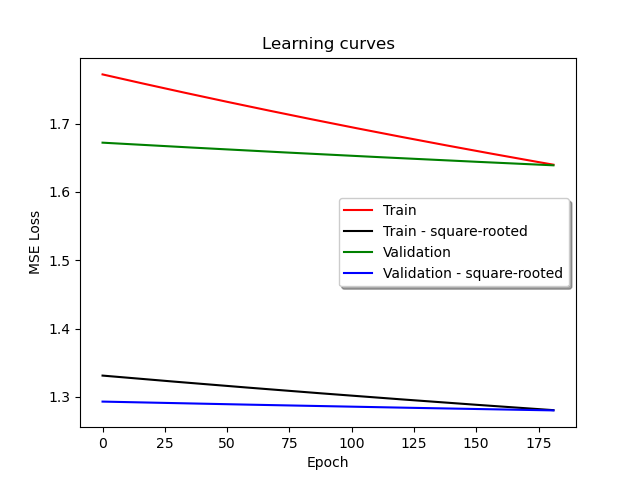 Learning curves
MSE Loss
1.7
1.6
1.5
1.4
1.3
Train
Train - square-rooted
Validation
Validation - square-rooted
0 25 50 75 100 125 150 175
Epoch